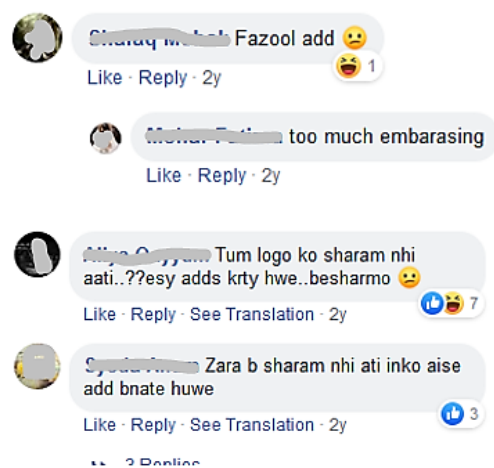 Fazool add
1
Like · Reply · 2y
too much embarasing
Like · Reply · 2y
Tum logo ko sharam nhi
aati..??esy adds krty hwe..besharmo
7
Like · Reply · See Translation · 2y
Zara b sharam nhi ati inko aise
add bnate huwe
3
Like · Reply · See Translation · 2y
3 Replies